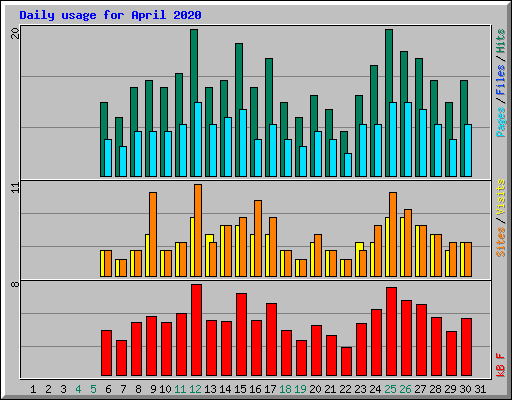 Daily usage for April 2020
20
Pages / Files / Hits
11
Sites / Visits
8
kB F
1 2 3 4 5 6 7 8 9 10 11 12 13 14 15 16 17 18 19 20 21 22 23 24 25 26 27 28 29 30 31